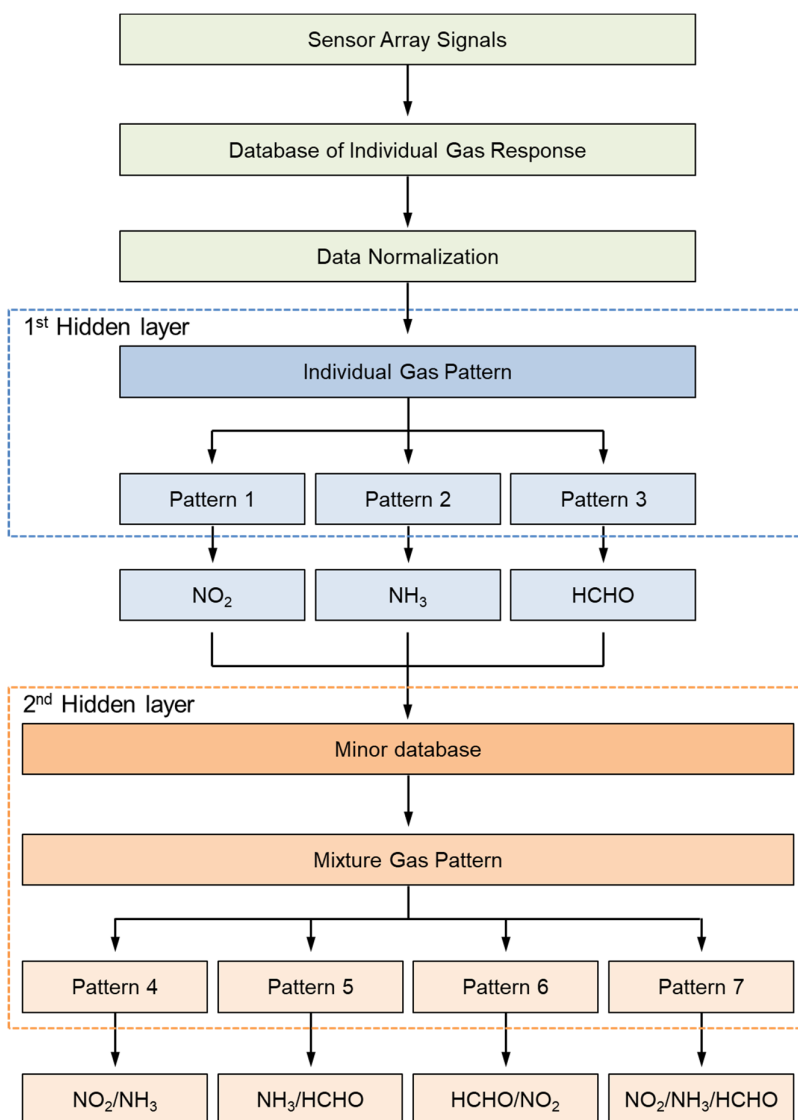 Sensor Array Signals
Database of Individual Gas Response
Data Normalization
1st Hidden layer
Individual Gas Pattern
Pattern 1
Pattern 2
Pattern 3
NO₂
NH₃
HCHO
2nd Hidden layer
Minor database
Mixture Gas Pattern
Pattern 4
Pattern 5
Pattern 6
Pattern 7
NO₂/NH₃
NH₃/HCHO
HCHO/NO₂
NO₂/NH₃/HCHO